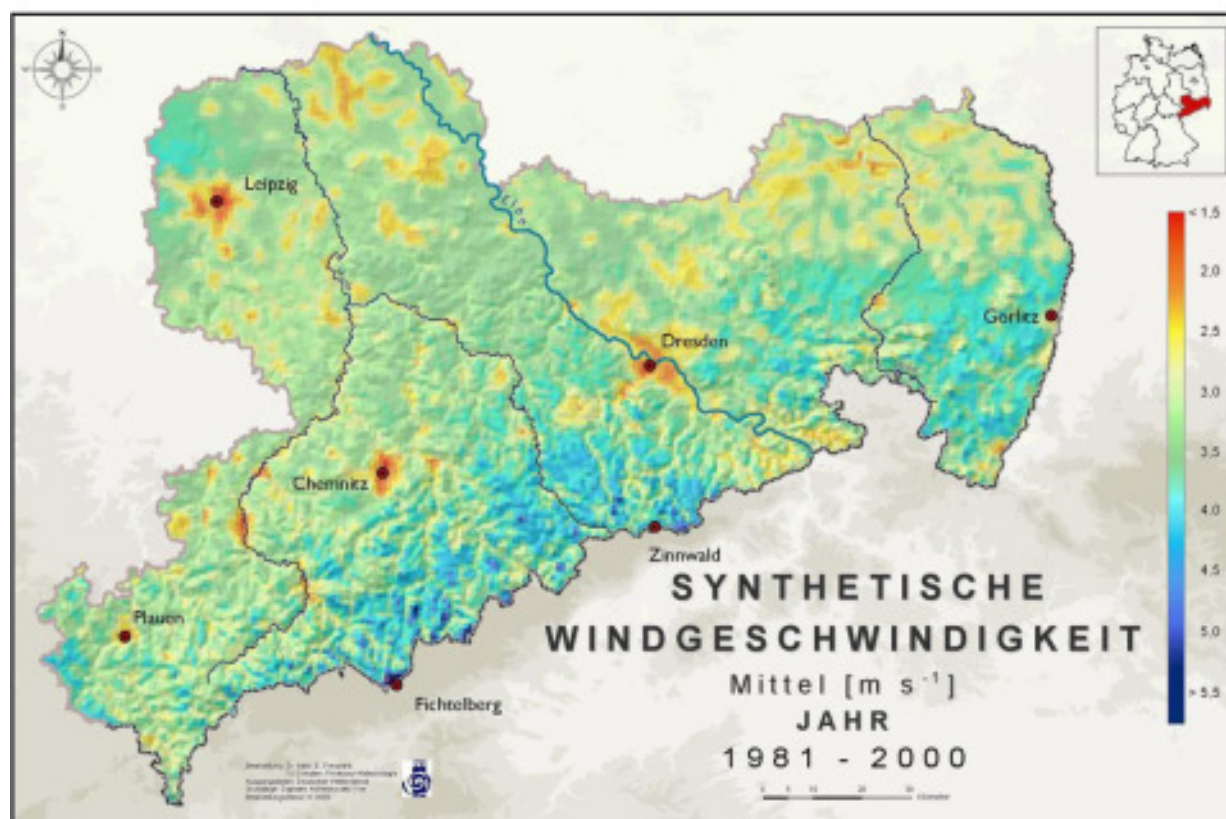 N
Leipzig
Elbe
Dresden
Görlitz
Chemnitz
Zinnwald
Plauen
Fichtelberg
< 1.5
2.0
2.5
3.0
3.5
4.0
4.5
5.0
> 5.5
SYNTHETISCHE
WINDGESCHWINDIGKEIT
Mittel [m s⁻¹]
JAHR
1981 - 2000